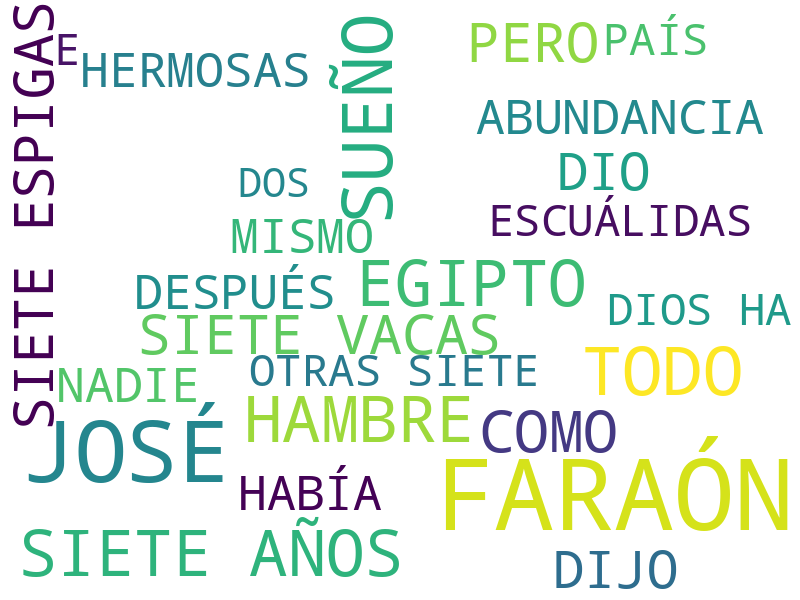 SIETE ESPIGAS
E
HERMOSAS
SUEÑO
PERO
PAÍS
ABUNDANCIA
DOS
DIO
MISMO
ESCUÁLIDAS
DESPUÉS
EGIPTO
DIOS HA
SIETE VACAS
OTRAS SIETE
TODO
NADIE
HAMBRE
COMO
JOSÉ
FARAÓN
HABÍA
SIETE AÑOS
DIJO